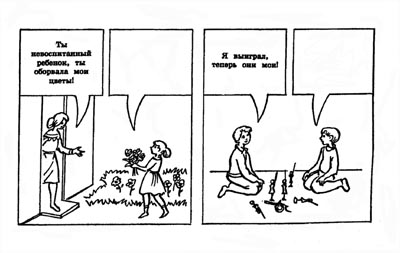 Ты
невоспитанный
ребенок, ты
оборвала мои
цветы!
Я выиграл,
теперь они мои!